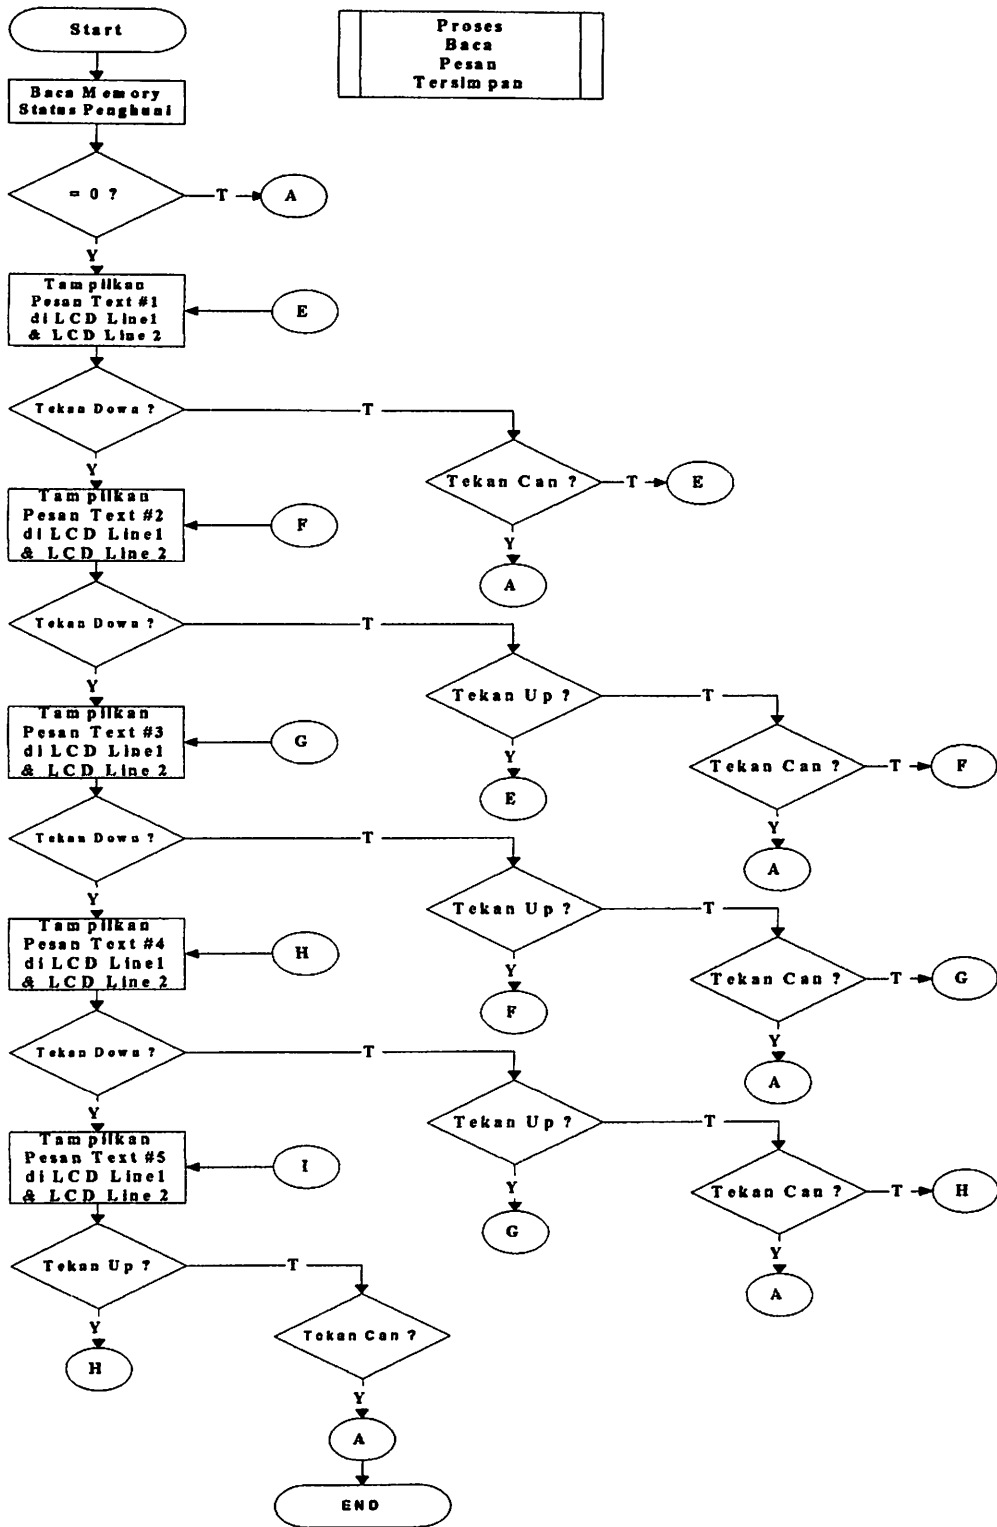 Start
Proses
Baca
Pesan
Tersimpan
Baca Memory
Status Penghuni
= 0 ?
T
A
Y
Tampilkan
Pesan Text #1
di LCD Line1
& LCD Line 2
E
Tekan Down ?
T
Tekan Can ?
T
E
Y
A
Y
Tampilkan
Pesan Text #2
di LCD Line1
& LCD Line 2
F
Tekan Down ?
T
Tekan Up ?
T
Y
E
Tekan Can ?
T
F
Y
A
Y
Tampilkan
Pesan Text #3
di LCD Line1
& LCD Line 2
G
Tekan Down ?
T
Tekan Up ?
T
Y
F
Tekan Can ?
T
G
Y
A
Y
Tampilkan
Pesan Text #4
di LCD Line1
& LCD Line 2
H
Tekan Down ?
T
Tekan Up ?
T
Y
G
Tekan Can ?
T
H
Y
A
Y
Tampilkan
Pesan Text #5
di LCD Line1
& LCD Line 2
I
Tekan Up ?
T
Y
H
Tekan Can ?
Y
A
END